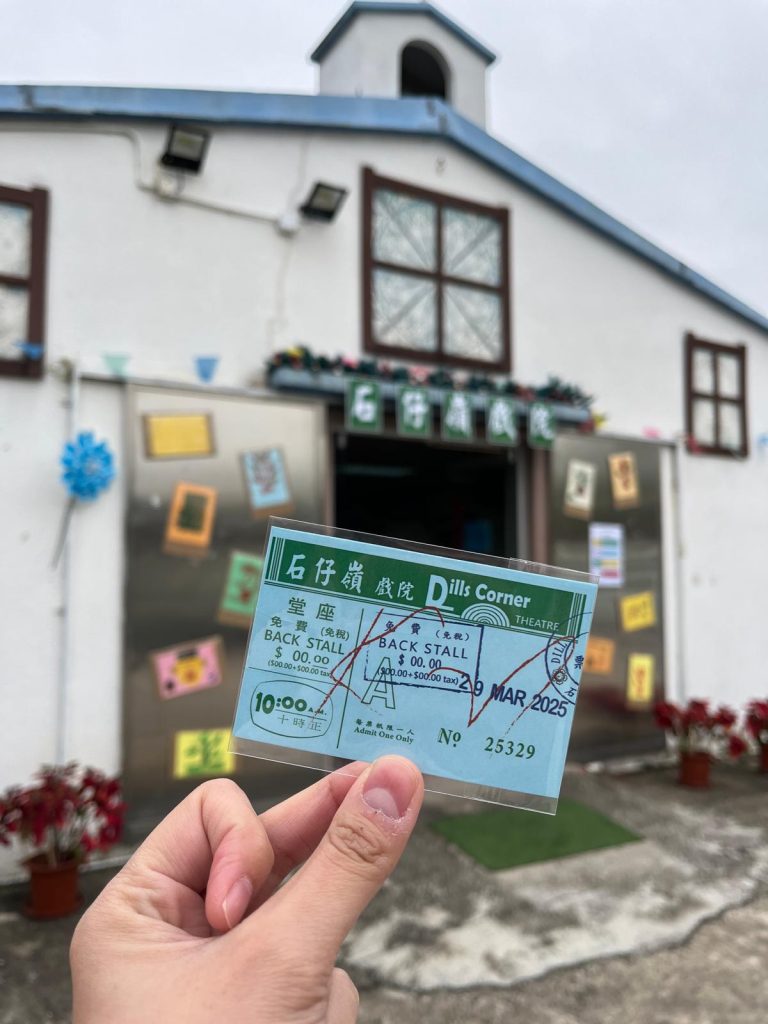 石仔嶺戲院
石仔嶺 戲院 Dills Corner
THEATRE
堂座
免費 (免稅)
BACK STALL
$ 00.00
($00.00+$00.00 tax)
10:00 A.M.
十時正
免費 (免稅)
BACK STALL
$ 00.00
($00.00+$00.00 tax)
A
每票祇限一人
Admit One Only
29 MAR 2025
Nº 25329
DILL
票
石